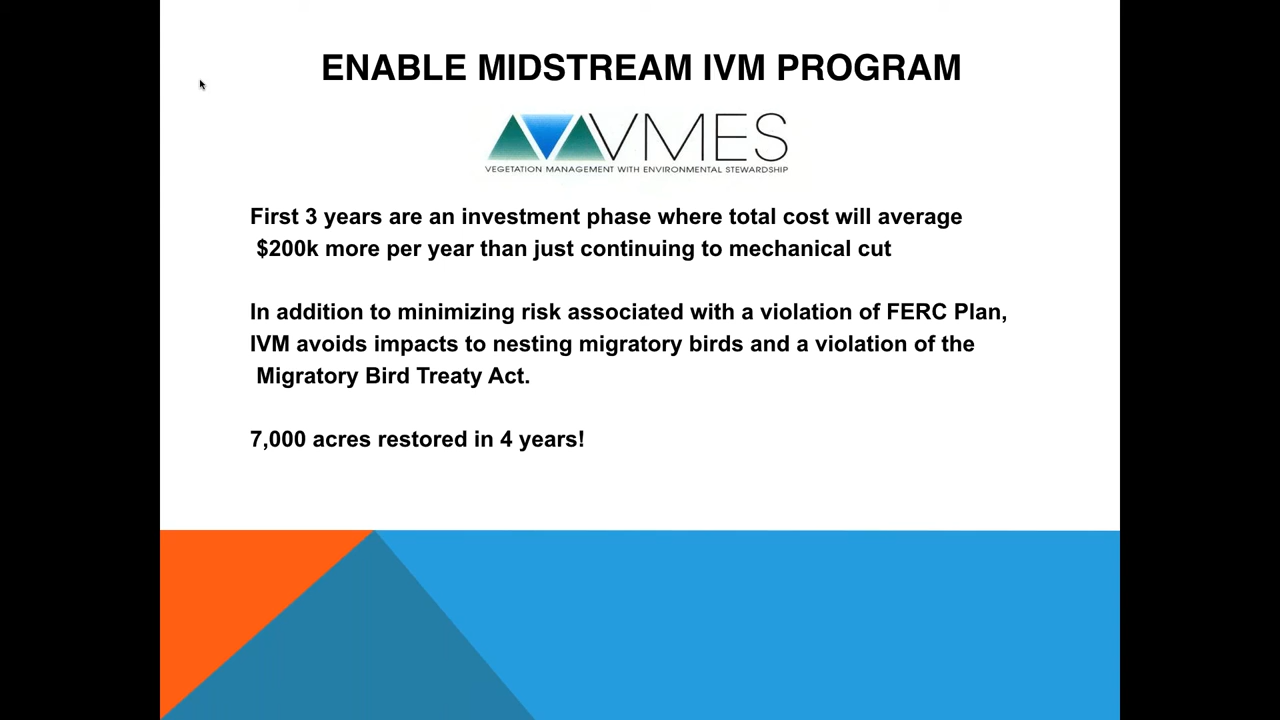 ENABLE MIDSTREAM IVM PROGRAM
VMES
VEGETATION MANAGEMENT WITH ENVIRONMENTAL STEWARDSHIP
First 3 years are an investment phase where total cost will average
$200k more per year than just continuing to mechanical cut
In addition to minimizing risk associated with a violation of FERC Plan,
IVM avoids impacts to nesting migratory birds and a violation of the
Migratory Bird Treaty Act.
7,000 acres restored in 4 years!